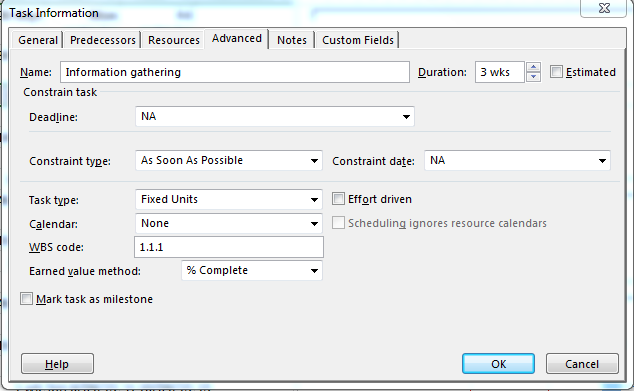 Task Information
General Predecessors Resources Advanced Notes Custom Fields
Name: Information gathering Duration: 3 wks Estimated
Constrain task
Deadline: NA
Constraint type: As Soon As Possible Constraint date: NA
Task type: Fixed Units Effort driven
Calendar: None Scheduling ignores resource calendars
WBS code: 1.1.1
Earned value method: % Complete
Mark task as milestone
Help OK Cancel